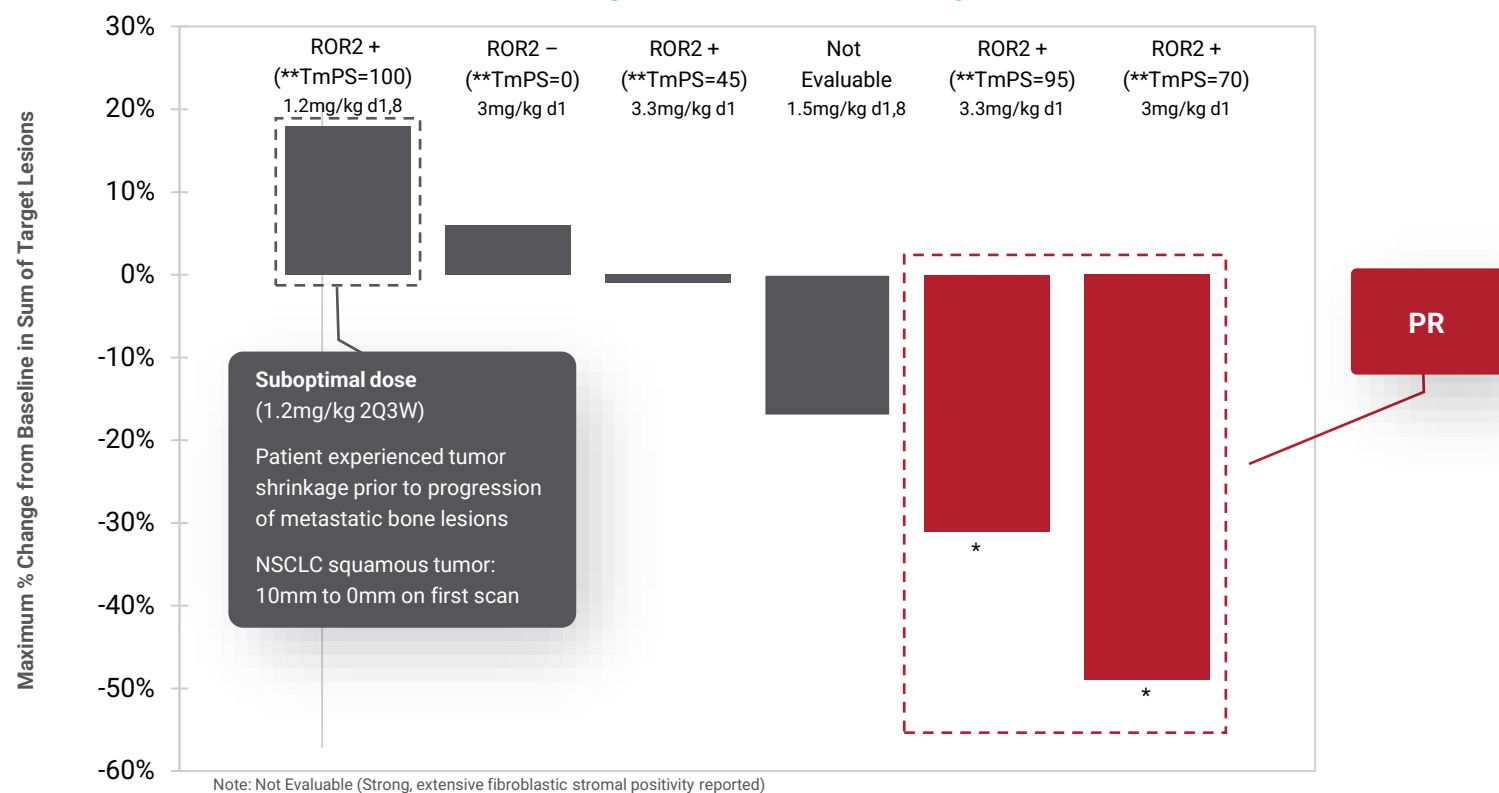 Maximum % Change from Baseline in Sum of Target Lesions
30%
20%
10%
0%
-10%
-20%
-30%
-40%
-50%
-60%
ROR2 +
(**TmPS=100)
1.2mg/kg d1,8
ROR2 –
(**TmPS=0)
3mg/kg d1
ROR2 +
(**TmPS=45)
3.3mg/kg d1
Not
Evaluable
1.5mg/kg d1,8
ROR2 +
(**TmPS=95)
3.3mg/kg d1
ROR2 +
(**TmPS=70)
3mg/kg d1
Suboptimal dose
(1.2mg/kg 2Q3W)
Patient experienced tumor
shrinkage prior to progression
of metastatic bone lesions
NSCLC squamous tumor:
10mm to 0mm on first scan
*
*
PR
Note: Not Evaluable (Strong, extensive fibroblastic stromal positivity reported)